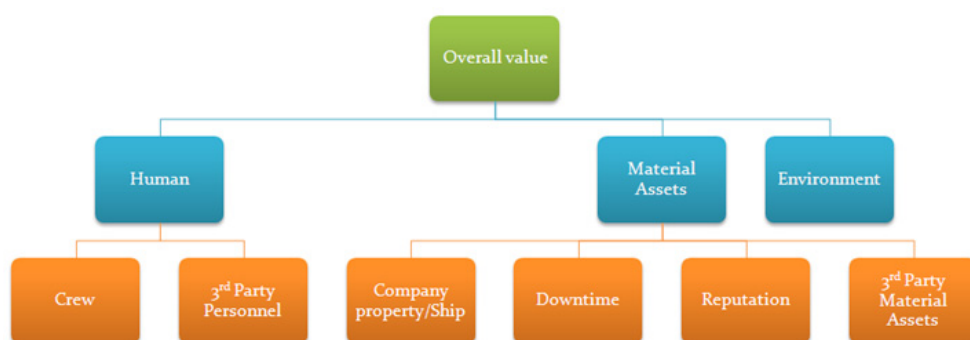 Overall value
Human
Material
Assets
Environment
Crew
3rd Party
Personnel
Company
property/Ship
Downtime
Reputation
3rd Party
Material
Assets